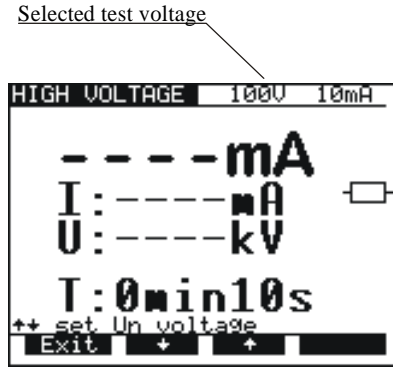 Selected test voltage
HIGH VOLTAGE 100V 10mA
----mA
I:----mA
U:----kV
T:0min10s
↑↓ set Un voltage
Exit ↓ ↑